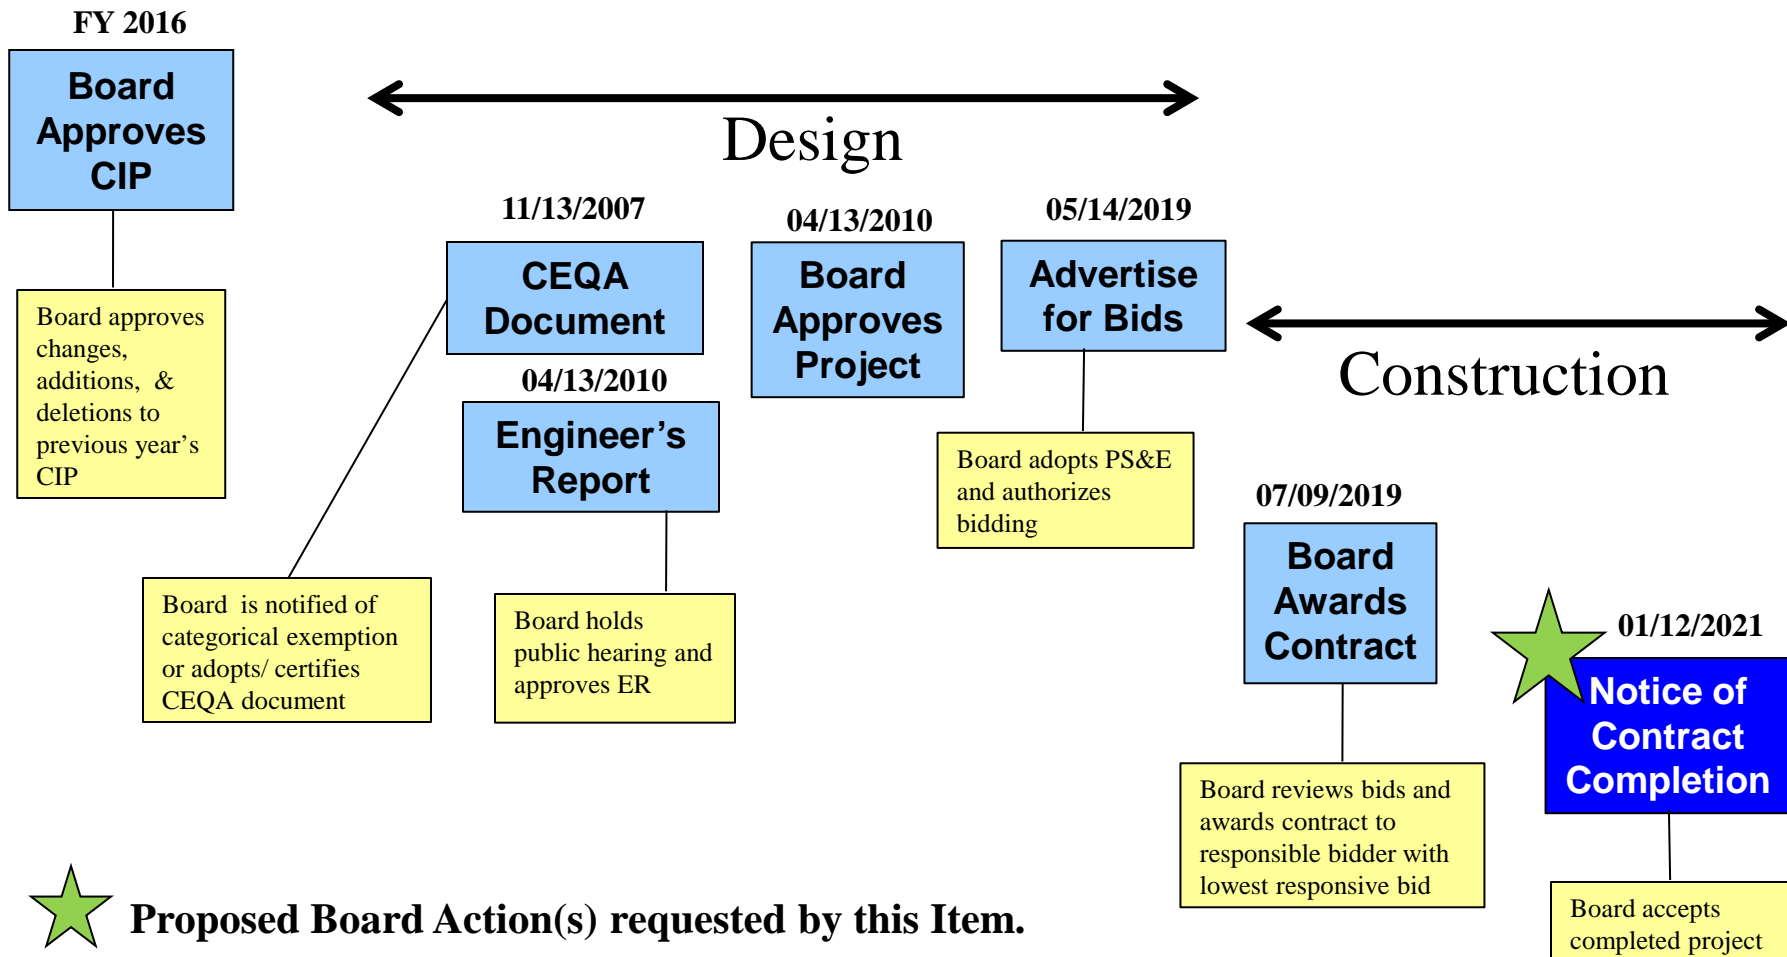 FY 2016
Board
Approves
CIP
Board approves
changes,
additions, &
deletions to
previous year's
CIP
Design
11/13/2007
CEQA
Document
Board is notified of
categorical exemption
or adopts/ certifies
CEQA document
04/13/2010
Engineer’s
Report
Board holds
public hearing and
approves ER
04/13/2010
Board
Approves
Project
05/14/2019
Advertise
for Bids
Board adopts PS&E
and authorizes
bidding
Construction
07/09/2019
Board
Awards
Contract
Board reviews bids and
awards contract to
responsible bidder with
lowest responsive bid
01/12/2021
Notice of
Contract
Completion
Board accepts
completed project
Proposed Board Action(s) requested by this Item.